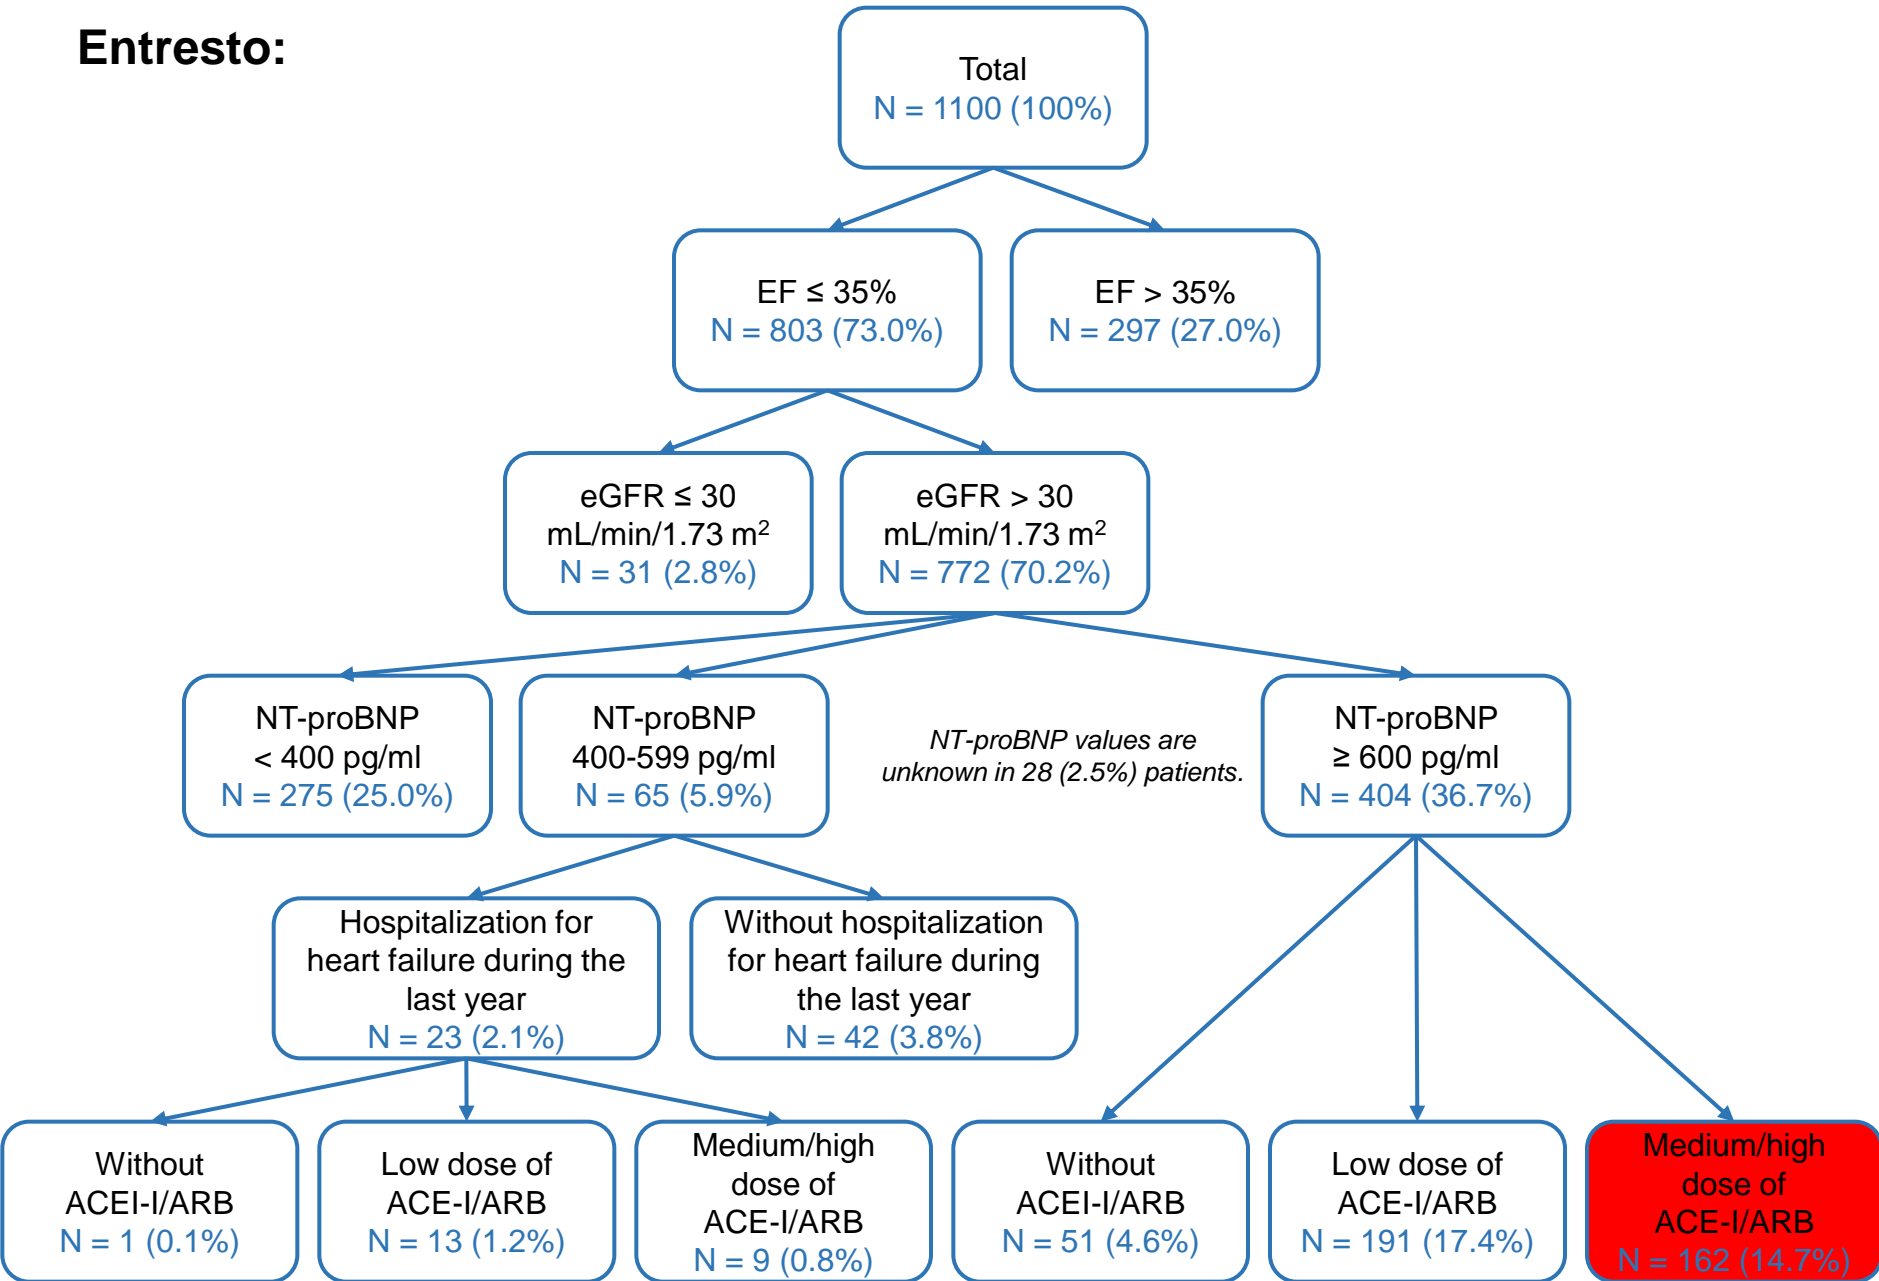 Entresto:
Total
N = 1100 (100%)
EF ≤ 35%
N = 803 (73.0%)
EF > 35%
N = 297 (27.0%)
eGFR ≤ 30
mL/min/1.73 m²
N = 31 (2.8%)
eGFR > 30
mL/min/1.73 m²
N = 772 (70.2%)
NT-proBNP
< 400 pg/ml
N = 275 (25.0%)
NT-proBNP
400-599 pg/ml
N = 65 (5.9%)
NT-proBNP values are
unknown in 28 (2.5%) patients.
NT-proBNP
≥ 600 pg/ml
N = 404 (36.7%)
Hospitalization for
heart failure during the
last year
N = 23 (2.1%)
Without hospitalization
for heart failure during
the last year
N = 42 (3.8%)
Without
ACEI-I/ARB
N = 1 (0.1%)
Low dose of
ACE-I/ARB
N = 13 (1.2%)
Medium/high
dose of
ACE-I/ARB
N = 9 (0.8%)
Without
ACEI-I/ARB
N = 51 (4.6%)
Low dose of
ACE-I/ARB
N = 191 (17.4%)
Medium/high
dose of
ACE-I/ARB
N = 162 (14.7%)